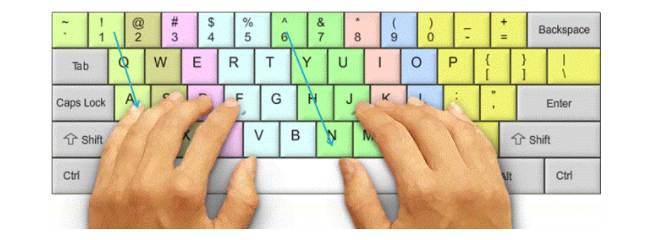 ~ ! @ # $ % ^ & * ( ) _ + Backspace
` 1 2 3 4 5 6 7 8 9 0 - =
Tab Q W E R T Y U I O P { } |
[ ] \
Caps Lock A F G H J K L : " Enter
; '
Shift X V B N M Shift
Ctrl Alt Ctrl